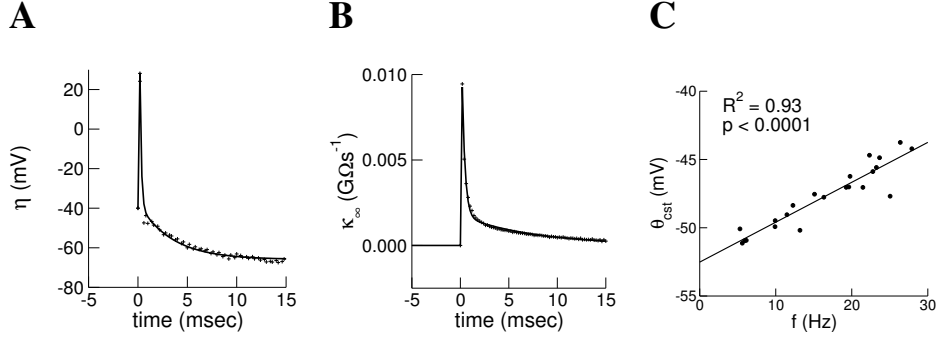 A
B
C
η (mV)
20
0
-20
-40
-60
-80
-5
0
5
10
15
time (msec)
κ∞ (GΩs⁻¹)
0.010
0.005
0.000
-5
0
5
10
15
time (msec)
θcst (mV)
-40
-45
-50
-55
R² = 0.93
p < 0.0001
0
10
20
30
f (Hz)